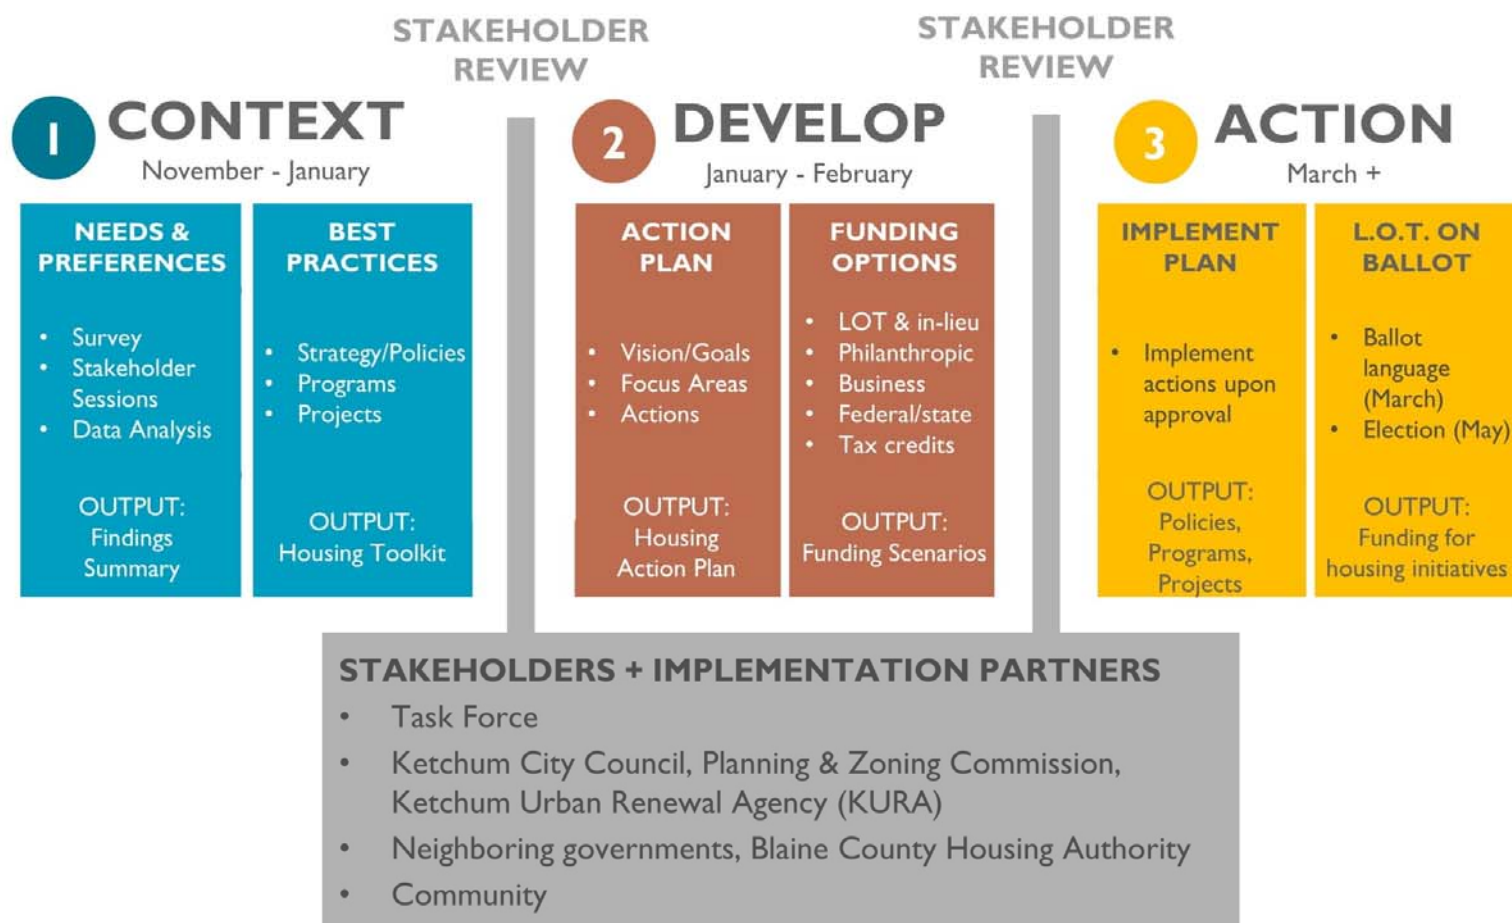 STAKEHOLDER
REVIEW
STAKEHOLDER
REVIEW
1
CONTEXT
November - January
NEEDS &
PREFERENCES
• Survey
• Stakeholder
Sessions
• Data Analysis
OUTPUT:
Findings
Summary
BEST
PRACTICES
• Strategy/Policies
• Programs
• Projects
OUTPUT:
Housing Toolkit
2
DEVELOP
January - February
ACTION
PLAN
• Vision/Goals
• Focus Areas
• Actions
OUTPUT:
Housing
Action Plan
FUNDING
OPTIONS
• LOT & in-lieu
• Philanthropic
• Business
• Federal/state
• Tax credits
OUTPUT:
Funding Scenarios
3
ACTION
March +
IMPLEMENT
PLAN
• Implement
actions upon
approval
OUTPUT:
Policies,
Programs,
Projects
L.O.T. ON
BALLOT
• Ballot
language
(March)
• Election (May)
OUTPUT:
Funding for
housing initiatives
STAKEHOLDERS + IMPLEMENTATION PARTNERS
• Task Force
• Ketchum City Council, Planning & Zoning Commission,
Ketchum Urban Renewal Agency (KURA)
• Neighboring governments, Blaine County Housing Authority
• Community